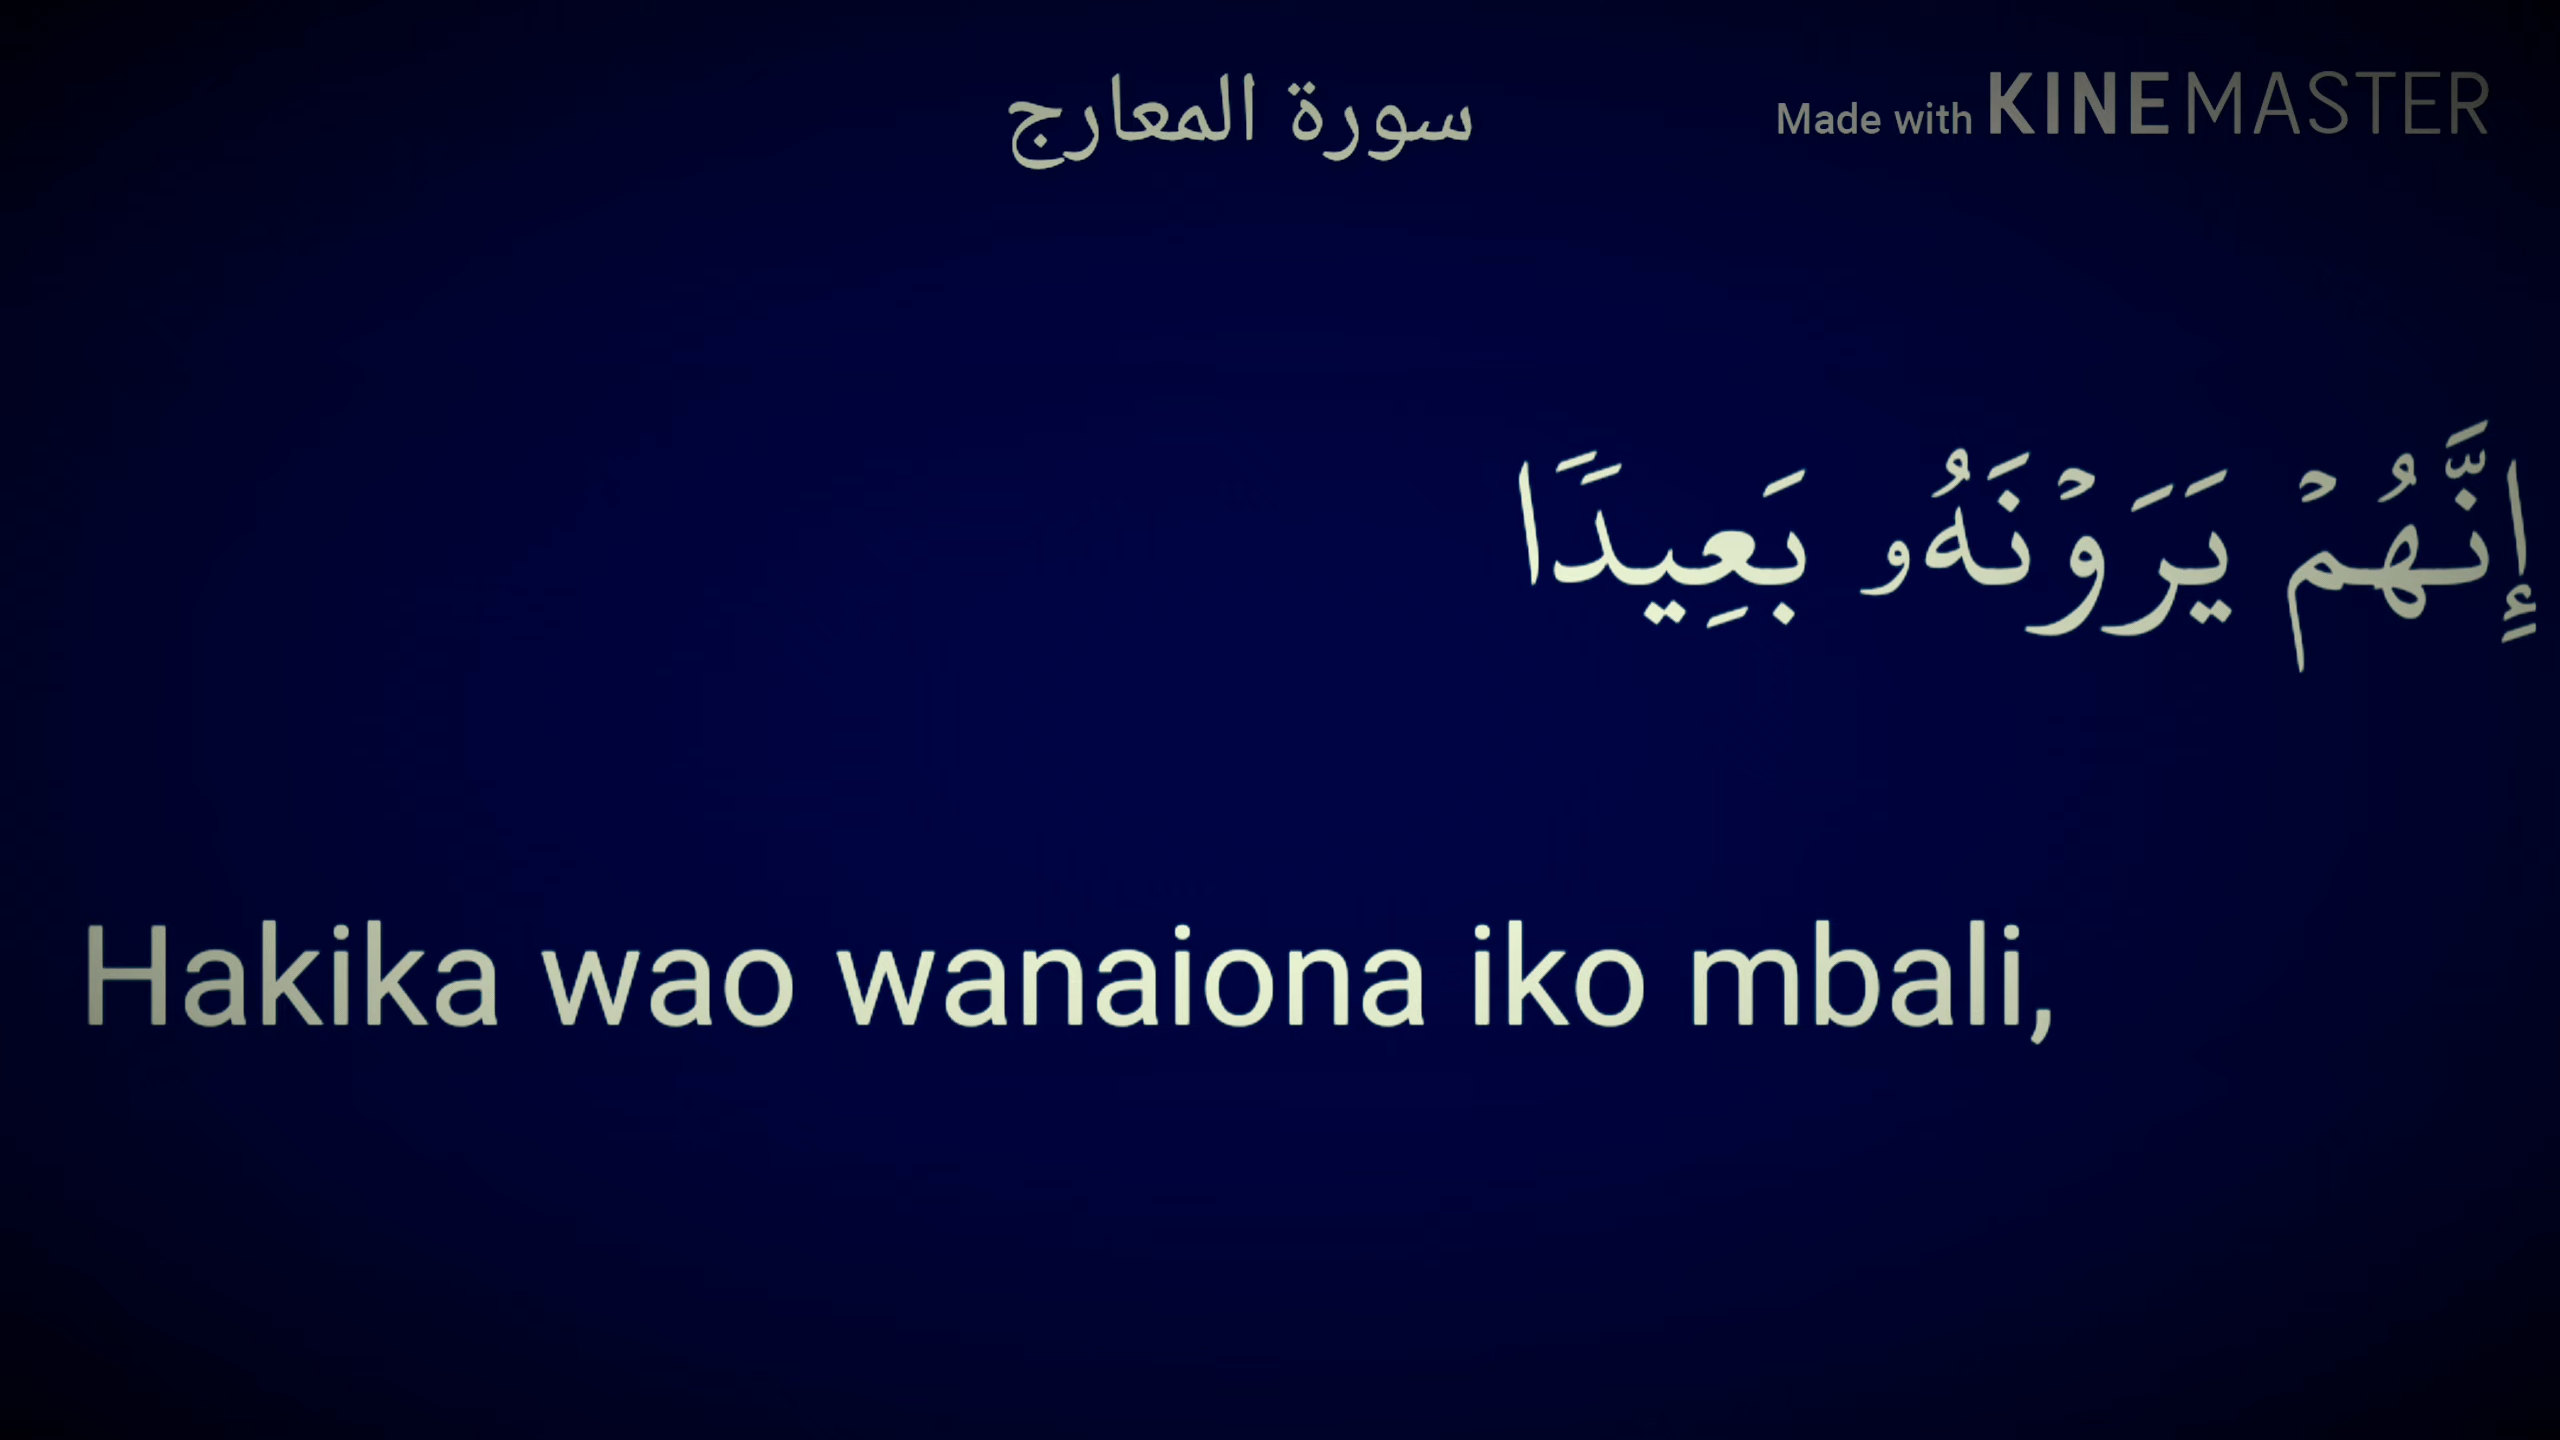 سورة المعارج
Made with KINEMASTER
إِنَّهُمۡ يَرَوۡنَهُۥ بَعِيدًا
Hakika wao wanaiona iko mbali,